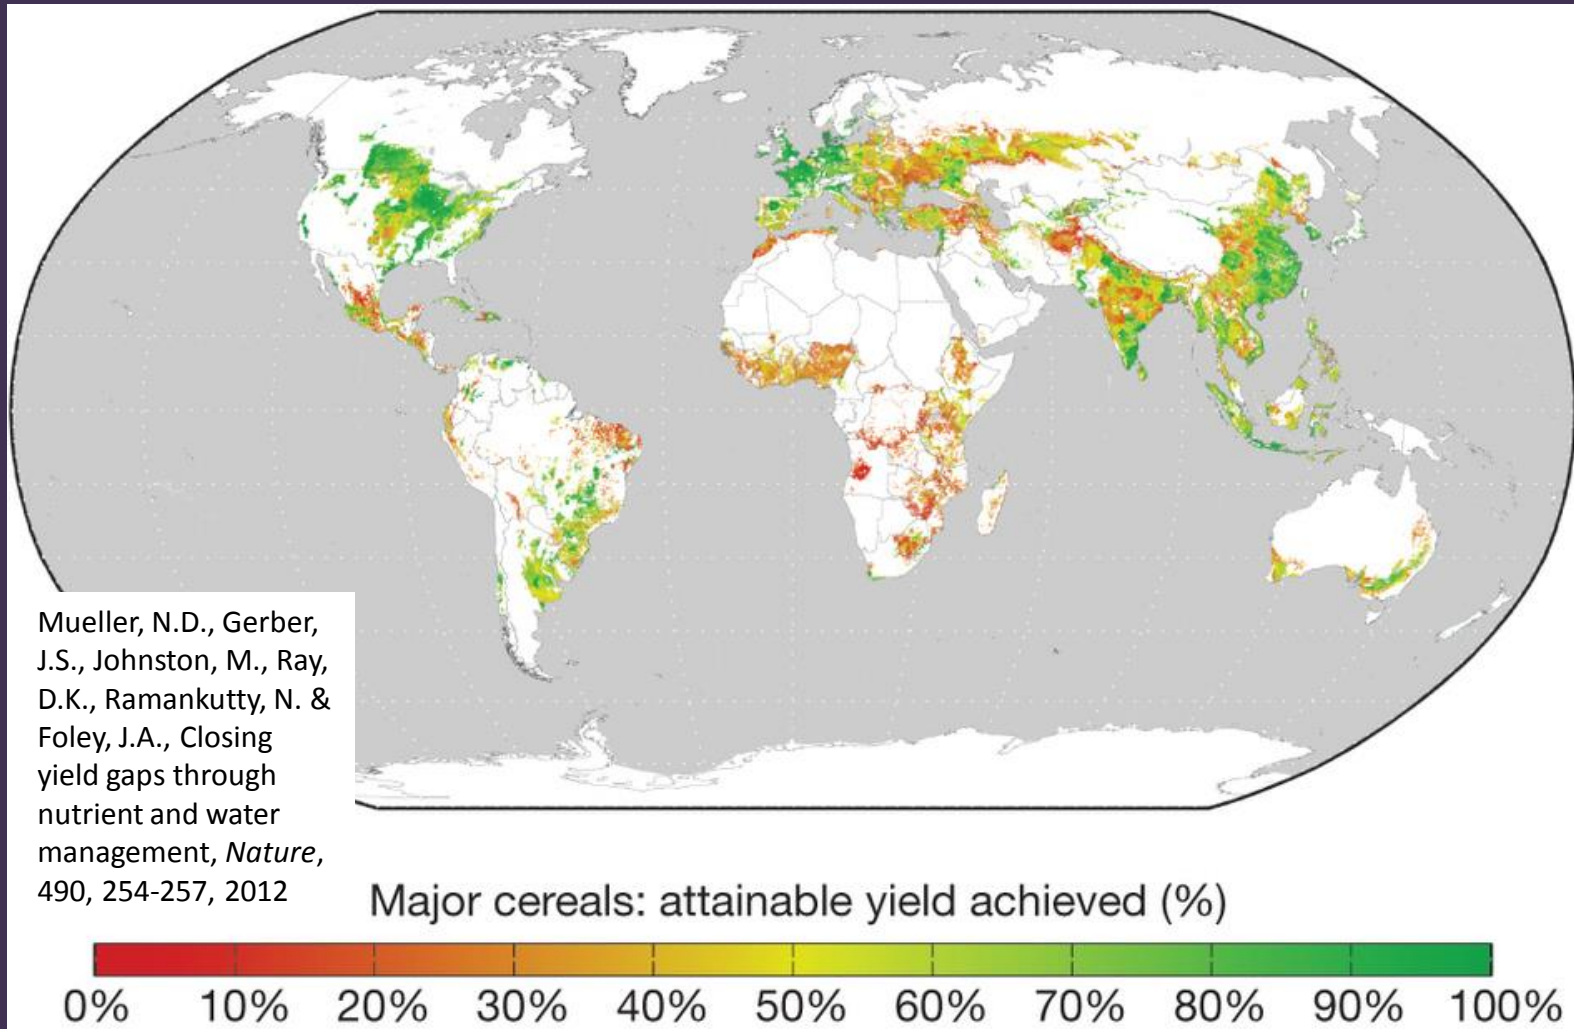 Mueller, N.D., Gerber,
J.S., Johnston, M., Ray,
D.K., Ramankutty, N. &
Foley, J.A., Closing
yield gaps through
nutrient and water
management, Nature,
490, 254-257, 2012
Major cereals: attainable yield achieved (%)
0% 10% 20% 30% 40% 50% 60% 70% 80% 90% 100%